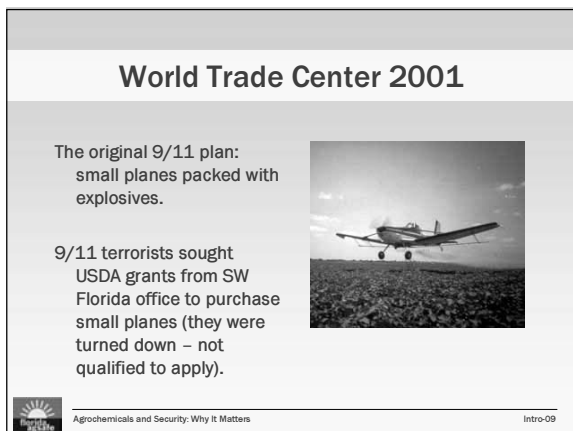 World Trade Center 2001
The original 9/11 plan:
small planes packed with
explosives.
9/11 terrorists sought
USDA grants from SW
Florida office to purchase
small planes (they were
turned down – not
qualified to apply).
florida
agsafe
Agrochemicals and Security: Why It Matters
Intro-09